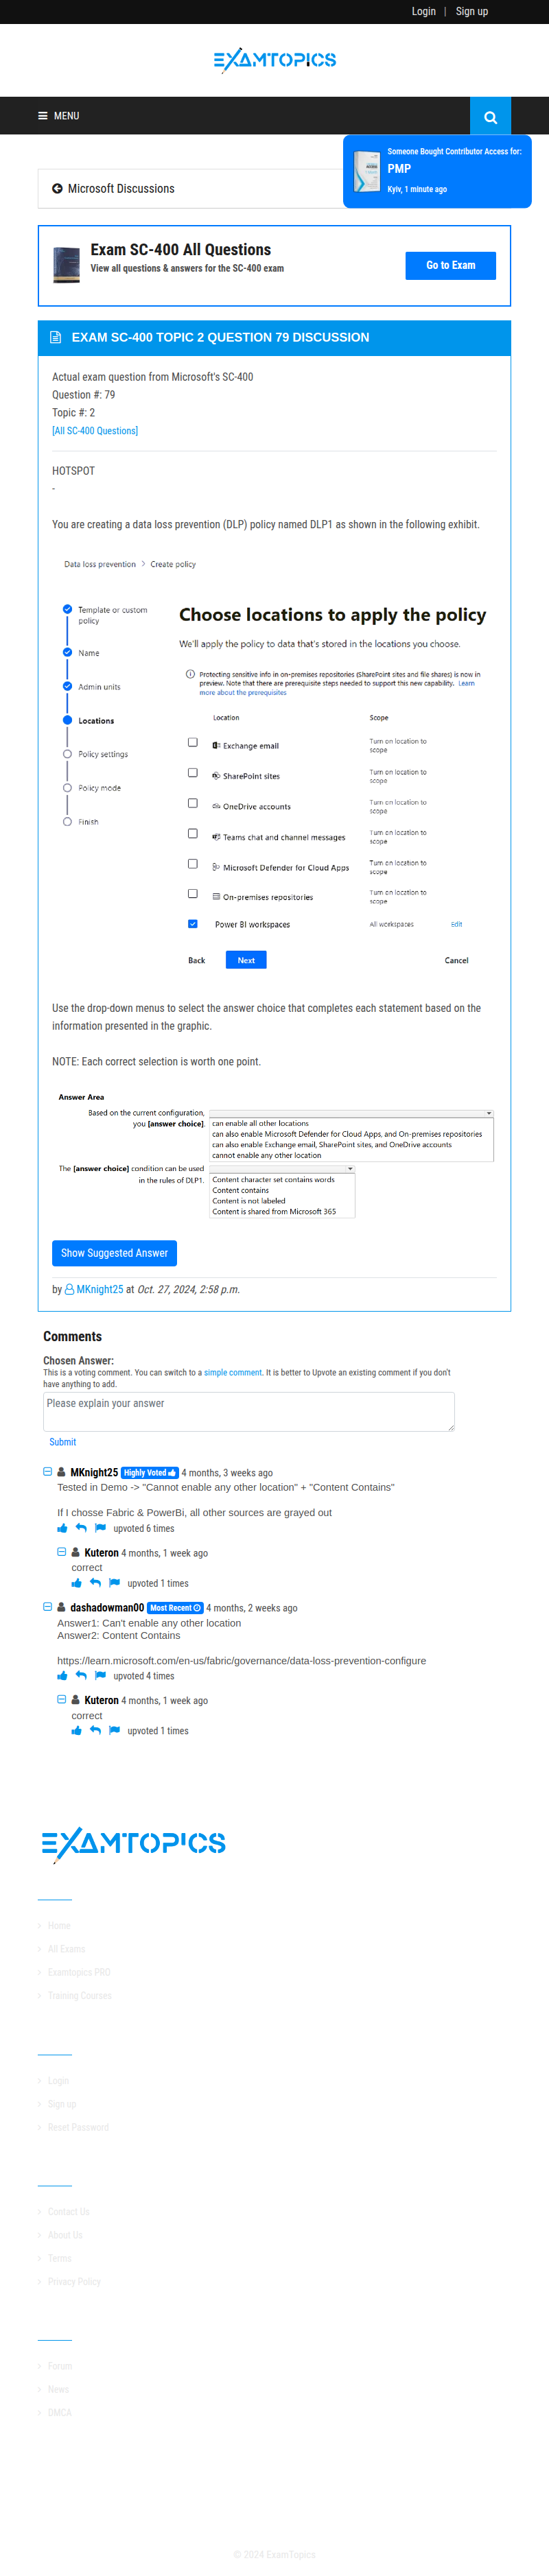 Login | Sign up
EXAMTOPICS
MENU
Someone Bought Contributor Access for:
PMP
Kyiv, 1 minute ago
Microsoft Discussions
Exam SC-400 All Questions
View all questions & answers for the SC-400 exam
Go to Exam
EXAM SC-400 TOPIC 2 QUESTION 79 DISCUSSION
Actual exam question from Microsoft's SC-400
Question #: 79
Topic #: 2
[All SC-400 Questions]
HOTSPOT
-
You are creating a data loss prevention (DLP) policy named DLP1 as shown in the following exhibit.
Data loss prevention > Create policy
Template or custom
policy
Name
Admin units
Locations
Policy settings
Policy mode
Finish
Choose locations to apply the policy
We'll apply the policy to data that's stored in the locations you choose.
Protecting sensitive info in on-premises repositories (SharePoint sites and file shares) is now in
preview. Note that there are prerequisite steps needed to support this new capability. Learn
more about the prerequisites
Location Scope
Exchange email Turn on location to
scope
SharePoint sites Turn on location to
scope
OneDrive accounts Turn on location to
scope
Teams chat and channel messages Turn on location to
scope
Microsoft Defender for Cloud Apps Turn on location to
scope
On-premises repositories Turn on location to
scope
Power BI workspaces All workspaces Edit
Back Next Cancel
Use the drop-down menus to select the answer choice that completes each statement based on the
information presented in the graphic.
NOTE: Each correct selection is worth one point.
Answer Area
Based on the current configuration,
you [answer choice].
can enable all other locations
can also enable Microsoft Defender for Cloud Apps, and On-premises repositories
can also enable Exchange email, SharePoint sites, and OneDrive accounts
cannot enable any other location
The [answer choice] condition can be used
in the rules of DLP1.
Content character set contains words
Content contains
Content is not labeled
Content is shared from Microsoft 365
Show Suggested Answer
by MKnight25 at Oct. 27, 2024, 2:58 p.m.
Comments
Chosen Answer:
This is a voting comment. You can switch to a simple comment. It is better to Upvote an existing comment if you don't
have anything to add.
Please explain your answer
Submit
MKnight25 Highly Voted 4 months, 3 weeks ago
Tested in Demo -> "Cannot enable any other location" + "Content Contains"
If I chosse Fabric & PowerBi, all other sources are grayed out
upvoted 6 times
Kuteron 4 months, 1 week ago
correct
upvoted 1 times
dashadowman00 Most Recent 4 months, 2 weeks ago
Answer1: Can't enable any other location
Answer2: Content Contains
https://learn.microsoft.com/en-us/fabric/governance/data-loss-prevention-configure
upvoted 4 times
Kuteron 4 months, 1 week ago
correct
upvoted 1 times
EXAMTOPICS
Home
All Exams
Examtopics PRO
Training Courses
Login
Sign up
Reset Password
Contact Us
About Us
Terms
Privacy Policy
Forum
News
DMCA
© 2024 ExamTopics